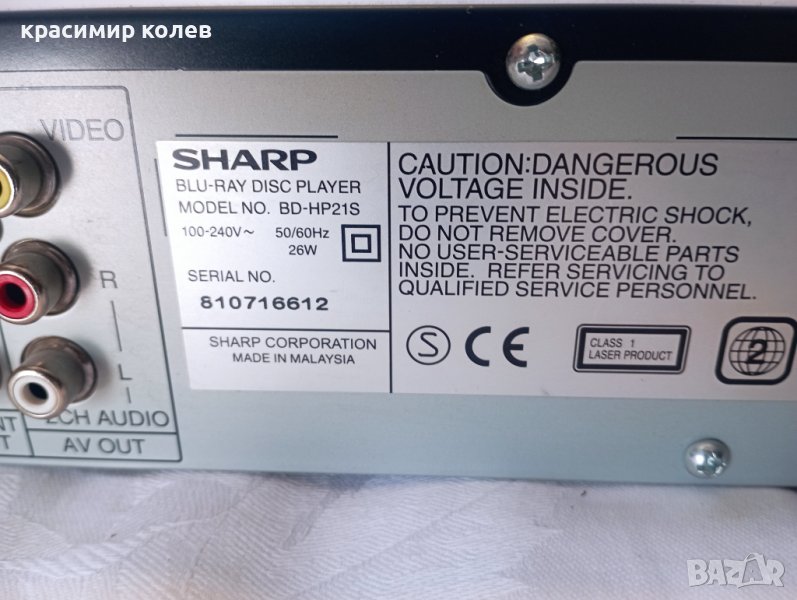 красимир колев
VIDEO
R
L
2CH AUDIO
AV OUT
NT
T
SHARP
BLU-RAY DISC PLAYER
MODEL NO. BD-HP21S
100-240V~ 50/60Hz
26W
SERIAL NO.
810716612
SHARP CORPORATION
MADE IN MALAYSIA
CAUTION:DANGEROUS
VOLTAGE INSIDE.
TO PREVENT ELECTRIC SHOCK,
DO NOT REMOVE COVER.
NO USER-SERVICEABLE PARTS
INSIDE. REFER SERVICING TO
QUALIFIED SERVICE PERSONNEL.
S CE
CLASS 1
LASER PRODUCT
2
BAZAR